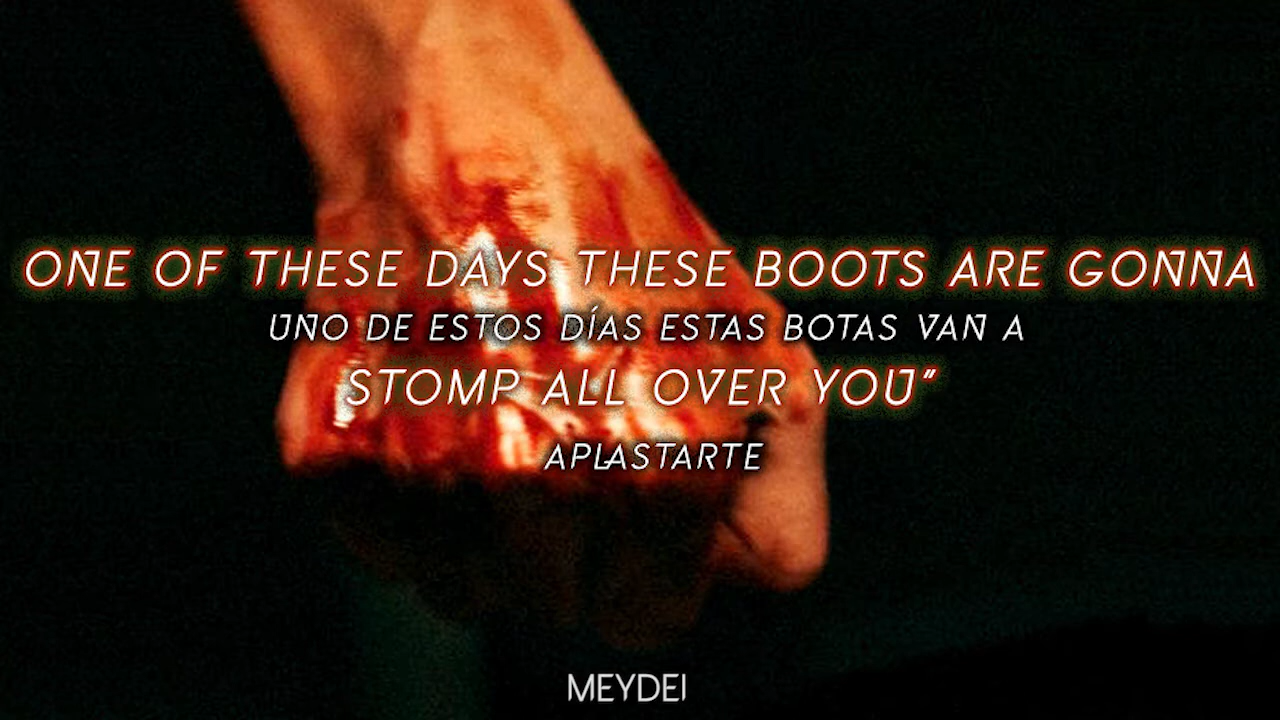 ONE OF THESE DAYS THESE BOOTS ARE GONNA
UNO DE ESTOS DÍAS ESTAS BOTAS VAN A
STOMP ALL OVER YOU"
APLASTARTE
MEYDEI